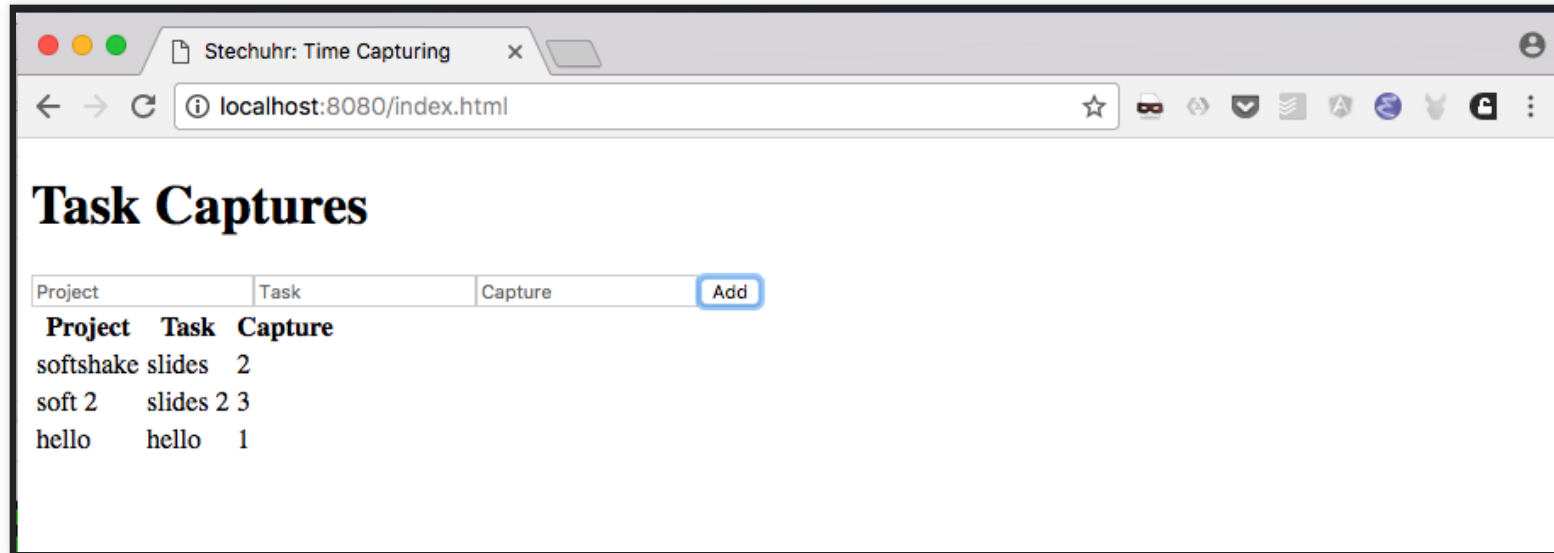 Stechuhr: Time Capturing
localhost:8080/index.html
Task Captures
Project Task Capture Add
Project Task Capture
softshake slides 2
soft 2 slides 2 3
hello hello 1